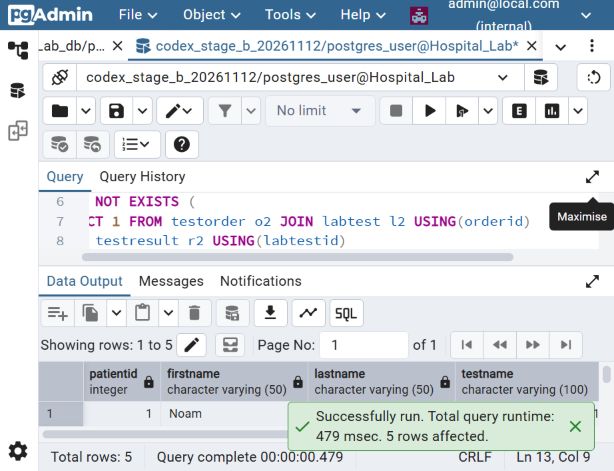 pgAdmin File Object Tools Help admin@local.com
(internal)
_ab_db/p... codex_stage_b_20261112/postgres_user@Hospital_Lab*
codex_stage_b_20261112/postgres_user@Hospital_Lab
No limit E
Query Query History
6 NOT EXISTS (
7 CT 1 FROM testorder o2 JOIN labtest l2 USING(orderid)
8 testresult r2 USING(labtestid)
Maximise
Data Output Messages Notifications
SQL
Showing rows: 1 to 5 Page No: 1 of 1
patientid firstname lastname testname
integer character varying (50) character varying (50) character varying (100)
1 1 Noam
Successfully run. Total query runtime:
479 msec. 5 rows affected.
Total rows: 5 Query complete 00:00:00.479 CRLF Ln 13, Col 9